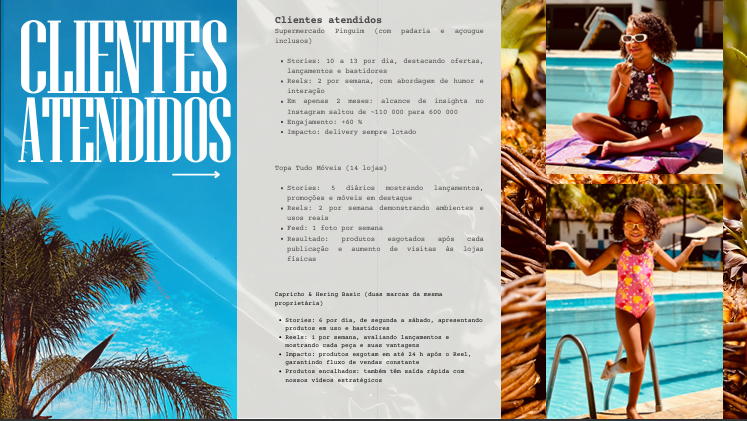 CLIENTES
ATENDIDOS
Clientes atendidos
Supermercado Pinguim (com padaria e açougue
inclusos)
Stories: 10 a 13 por dia, destacando ofertas,
lançamentos e bastidores
Reels: 2 por semana, com abordagem de humor e
interação
Em apenas 2 meses: alcance de insights no
Instagram saltou de ~110 000 para 600 000
Engajamento: +60 %
Impacto: delivery sempre lotado
Topa Tudo Móveis (14 lojas)
Stories: 5 diários mostrando lançamentos,
promoções e móveis em destaque
Reels: 2 por semana demonstrando ambientes e
usos reais
Feed: 1 foto por semana
Resultado: produtos esgotados após cada
publicação e aumento de visitas às lojas
físicas
Capricho & Hering Basic (duas marcas da mesma
proprietária)
Stories: 6 por dia, de segunda a sábado, apresentando
produtos em uso e bastidores
Reels: 1 por semana, avaliando lançamentos e
mostrando cada peça e suas vantagens
Impacto: produtos esgotam em até 24 h após o Reel,
garantindo fluxo de vendas constante
Produtos encalhados: também têm saída rápida com
nossos vídeos estratégicos